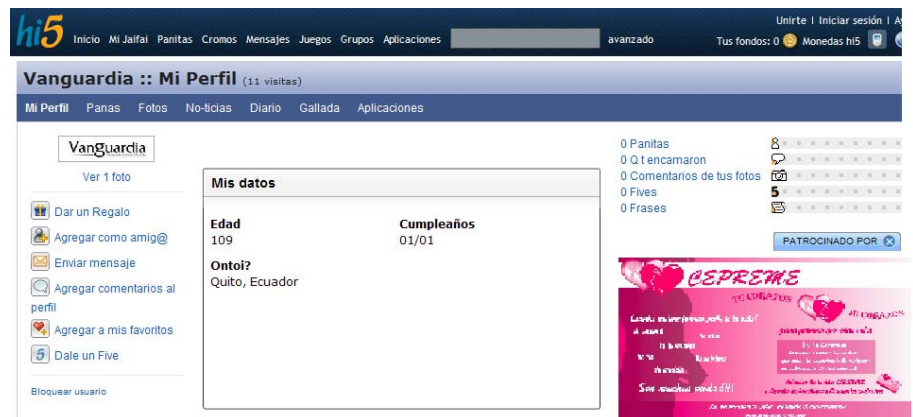 Unirte | Iniciar sesión |
hi5 Inicio Mi Jaifai Panitas Cromos Mensajes Juegos Grupos Aplicaciones avanzado Tus fondos: 0 Monedas hi5
Vanguardia :: Mi Perfil (11 visitas)
Mi Perfil Panas Fotos No-ticias Diario Gallada Aplicaciones
Vanguardia
Ver 1 foto
Dar un Regalo
Agregar como amig@
Enviar mensaje
Agregar comentarios al
perfil
Agregar a mis favoritos
5 Dale un Five
Bloquear usuario
Mis datos
Edad Cumpleaños
109 01/01
Ontoi?
Quito, Ecuador
0 Panitas
0 Q t encamaron
0 Comentarios de tus fotos
0 Fives 5
0 Frases
PATROCINADO POR
CEPREME